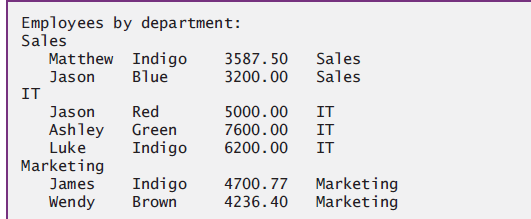 Employees by department:
Sales
   Matthew  Indigo    3587.50   Sales
   Jason    Blue      3200.00   Sales
IT
   Jason    Red       5000.00   IT
   Ashley   Green     7600.00   IT
   Luke     Indigo    6200.00   IT
Marketing
   James    Indigo    4700.77   Marketing
   Wendy    Brown     4236.40   Marketing